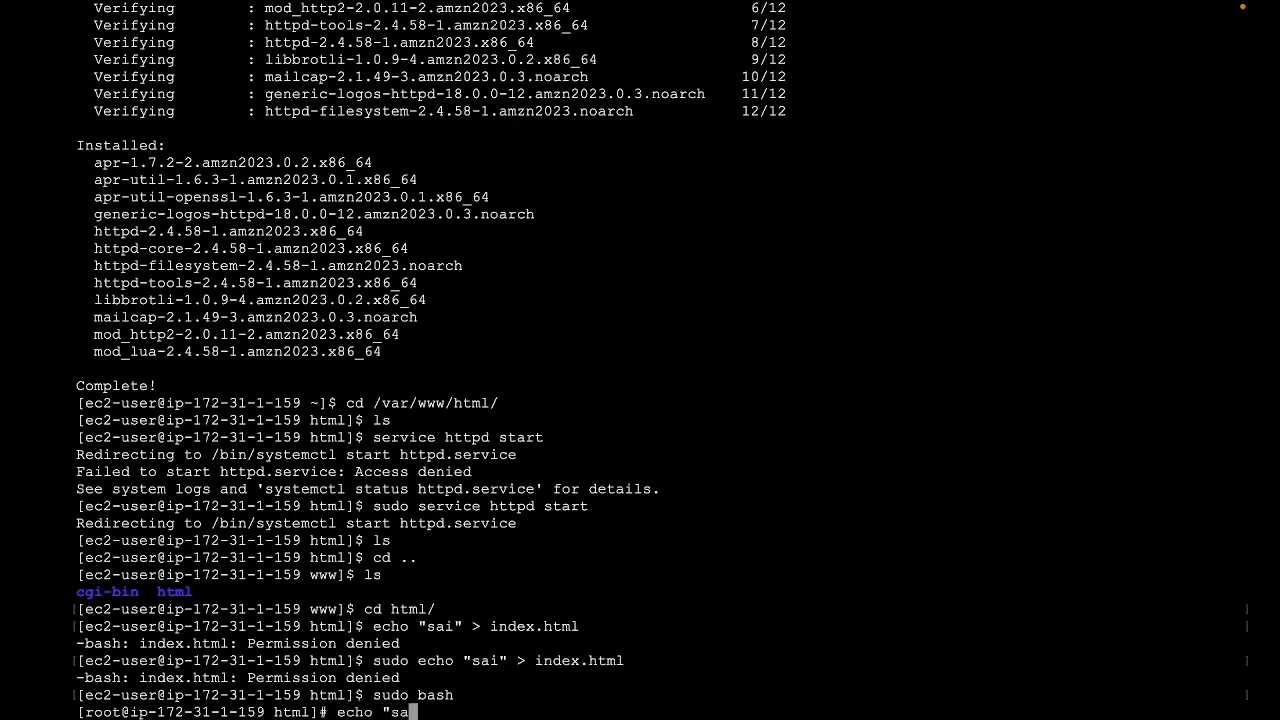 Verifying : mod_http2-2.0.11-2.amzn2023.x86_64 6/12
Verifying : httpd-tools-2.4.58-1.amzn2023.x86_64 7/12
Verifying : httpd-2.4.58-1.amzn2023.x86_64 8/12
Verifying : libbrotli-1.0.9-4.amzn2023.0.2.x86_64 9/12
Verifying : mailcap-2.1.49-3.amzn2023.0.3.noarch 10/12
Verifying : generic-logos-httpd-18.0.0-12.amzn2023.0.3.noarch 11/12
Verifying : httpd-filesystem-2.4.58-1.amzn2023.noarch 12/12
Installed:
apr-1.7.2-2.amzn2023.0.2.x86_64
apr-util-1.6.3-1.amzn2023.0.1.x86_64
apr-util-openssl-1.6.3-1.amzn2023.0.1.x86_64
generic-logos-httpd-18.0.0-12.amzn2023.0.3.noarch
httpd-2.4.58-1.amzn2023.x86_64
httpd-core-2.4.58-1.amzn2023.x86_64
httpd-filesystem-2.4.58-1.amzn2023.noarch
httpd-tools-2.4.58-1.amzn2023.x86_64
libbrotli-1.0.9-4.amzn2023.0.2.x86_64
mailcap-2.1.49-3.amzn2023.0.3.noarch
mod_http2-2.0.11-2.amzn2023.x86_64
mod_lua-2.4.58-1.amzn2023.x86_64
Complete!
[ec2-user@ip-172-31-1-159 ~]$ cd /var/www/html/
[ec2-user@ip-172-31-1-159 html]$ ls
[ec2-user@ip-172-31-1-159 html]$ service httpd start
Redirecting to /bin/systemctl start httpd.service
Failed to start httpd.service: Access denied
See system logs and 'systemctl status httpd.service' for details.
[ec2-user@ip-172-31-1-159 html]$ sudo service httpd start
Redirecting to /bin/systemctl start httpd.service
[ec2-user@ip-172-31-1-159 html]$ ls
[ec2-user@ip-172-31-1-159 html]$ cd ..
[ec2-user@ip-172-31-1-159 www]$ ls
cgi-bin html
[ec2-user@ip-172-31-1-159 www]$ cd html/
[ec2-user@ip-172-31-1-159 html]$ echo "sai" > index.html
-bash: index.html: Permission denied
[ec2-user@ip-172-31-1-159 html]$ sudo echo "sai" > index.html
-bash: index.html: Permission denied
[ec2-user@ip-172-31-1-159 html]$ sudo bash
[root@ip-172-31-1-159 html]# echo "sa